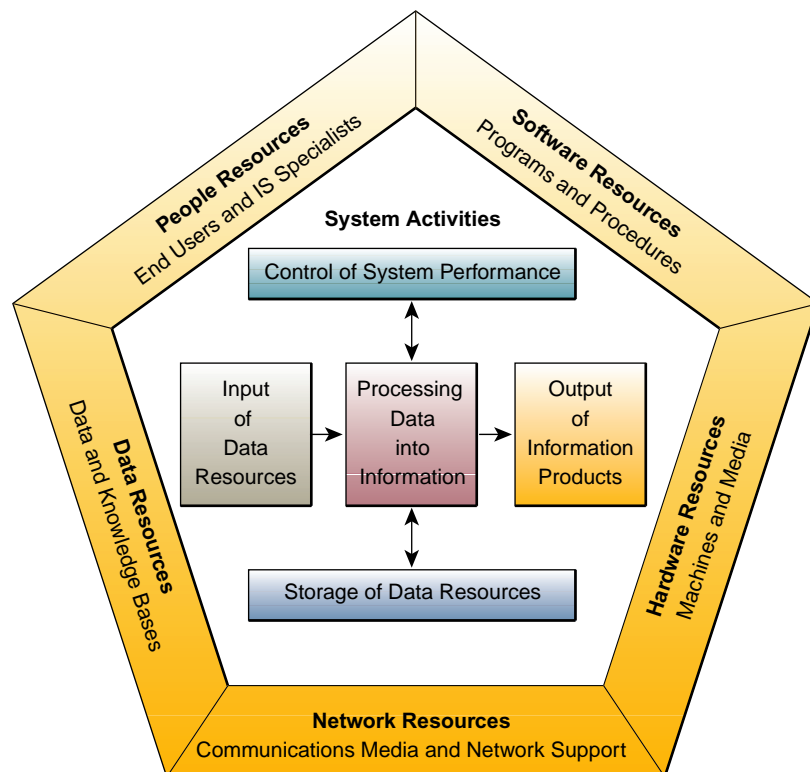 People Resources
End Users and IS Specialists
Software Resources
Programs and Procedures
System Activities
Control of System Performance
Input
of
Data
Resources
Processing
Data
into
Information
Output
of
Information
Products
Storage of Data Resources
Data Resources
Data and Knowledge Bases
Hardware Resources
Machines and Media
Network Resources
Communications Media and Network Support